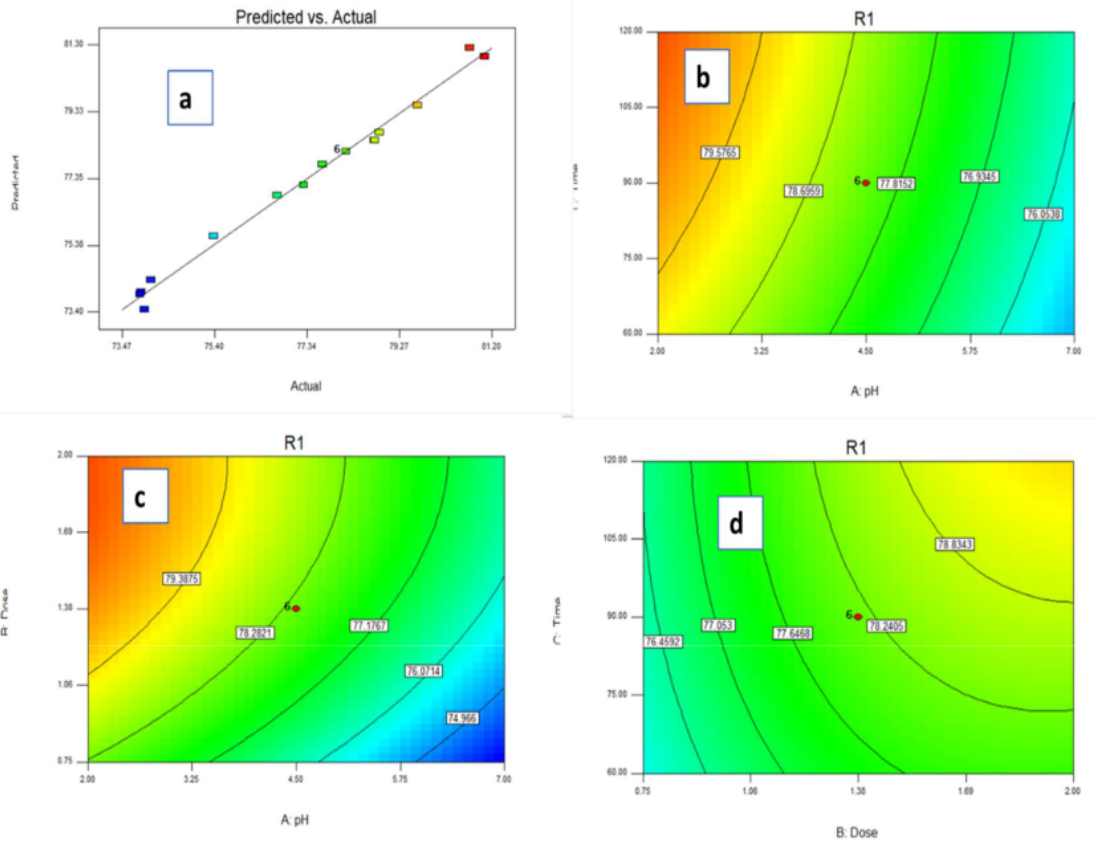 Predicted vs. Actual
a
6
81.30
79.33
77.35
75.38
73.40
73.47 75.40 77.34 79.27 81.20
Predicted
Actual
R1
b
120.00
105.00
90.00
75.00
60.00
79.5765
78.6959
6
77.8152
76.9345
76.0538
2.00 3.25 4.50 5.75 7.00
A: pH
R1
c
2.00
1.69
1.38
1.06
0.75
79.3875
6
78.2821
77.1767
76.0714
74.966
2.00 3.25 4.50 5.75 7.00
B: Dose
A: pH
R1
d
120.00
105.00
90.00
75.00
60.00
78.8343
6
78.2405
77.6468
77.053
76.4592
0.75 1.06 1.38 1.69 2.00
C: Time
B: Dose